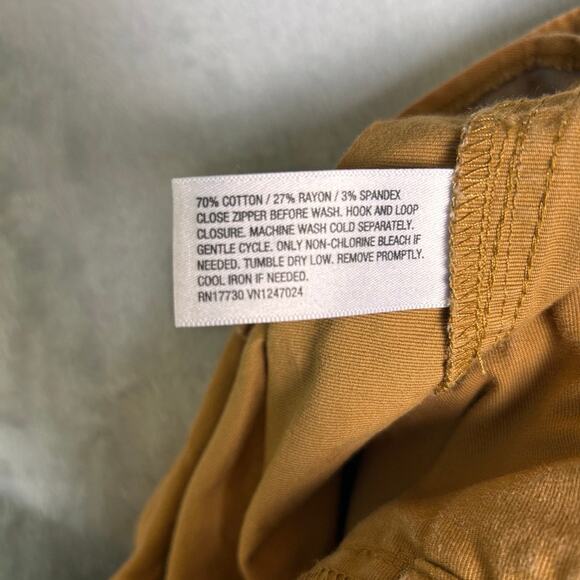 70% COTTON / 27% RAYON / 3% SPANDEX
CLOSE ZIPPER BEFORE WASH. HOOK AND LOOP
CLOSURE. MACHINE WASH COLD SEPARATELY.
GENTLE CYCLE. ONLY NON-CHLORINE BLEACH IF
NEEDED. TUMBLE DRY LOW. REMOVE PROMPTLY.
COOL IRON IF NEEDED.
RN17730 VN1247024